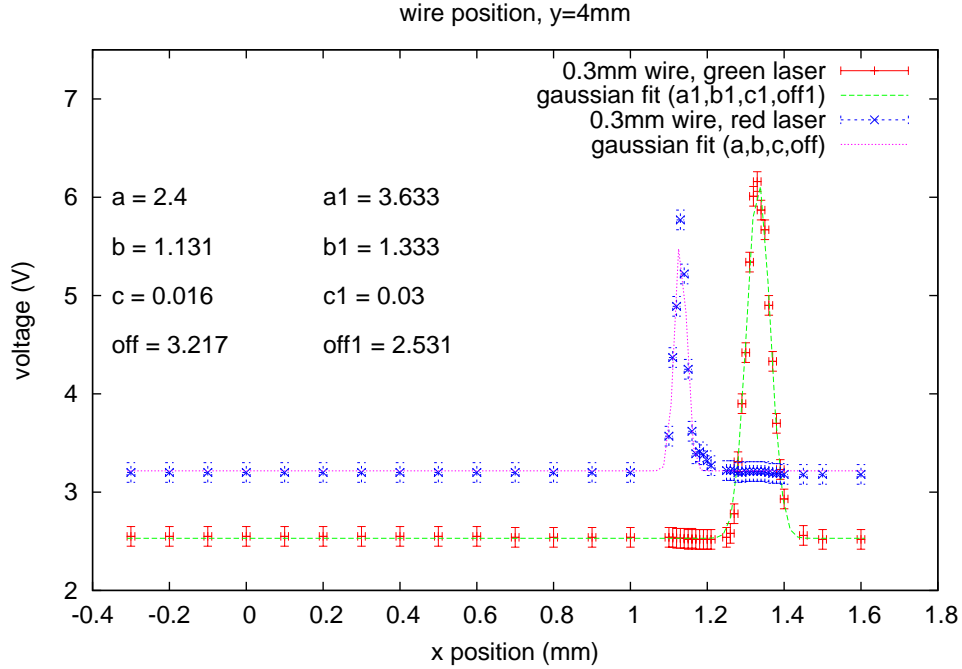 wire position, y=4mm
0.3mm wire, green laser
gaussian fit (a1,b1,c1,off1)
0.3mm wire, red laser
gaussian fit (a,b,c,off)
a = 2.4 a1 = 3.633
b = 1.131 b1 = 1.333
c = 0.016 c1 = 0.03
off = 3.217 off1 = 2.531
voltage (V)
7
6
5
4
3
2
-0.4 -0.2 0 0.2 0.4 0.6 0.8 1 1.2 1.4 1.6 1.8
x position (mm)